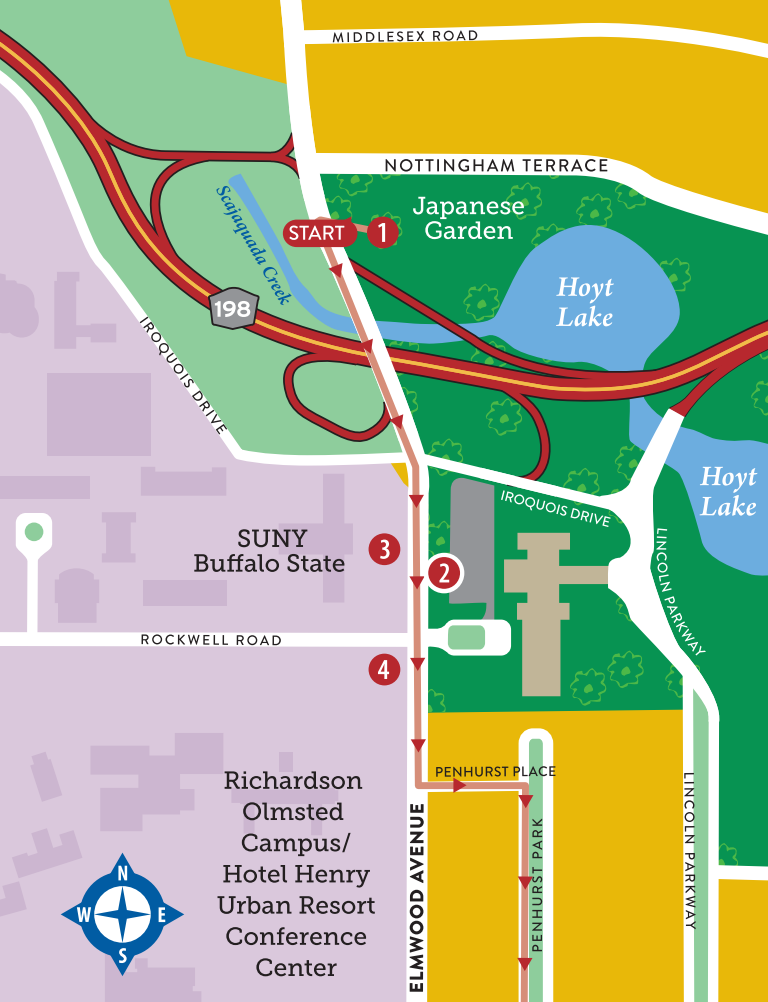 MIDDLESEX ROAD
NOTTINGHAM TERRACE
Scajaquada Creek
START
1
Japanese
Garden
Hoyt
Lake
198
IROQUOIS DRIVE
Hoyt
Lake
IROQUOIS DRIVE
SUNY
Buffalo State
3
2
LINCOLN PARKWAY
ROCKWELL ROAD
4
PENHURST PLACE
Richardson
Olmsted
Campus/
Hotel Henry
Urban Resort
Conference
Center
ELMWOOD AVENUE
PENHURST PARK
LINCOLN PARKWAY
N
W
E
S